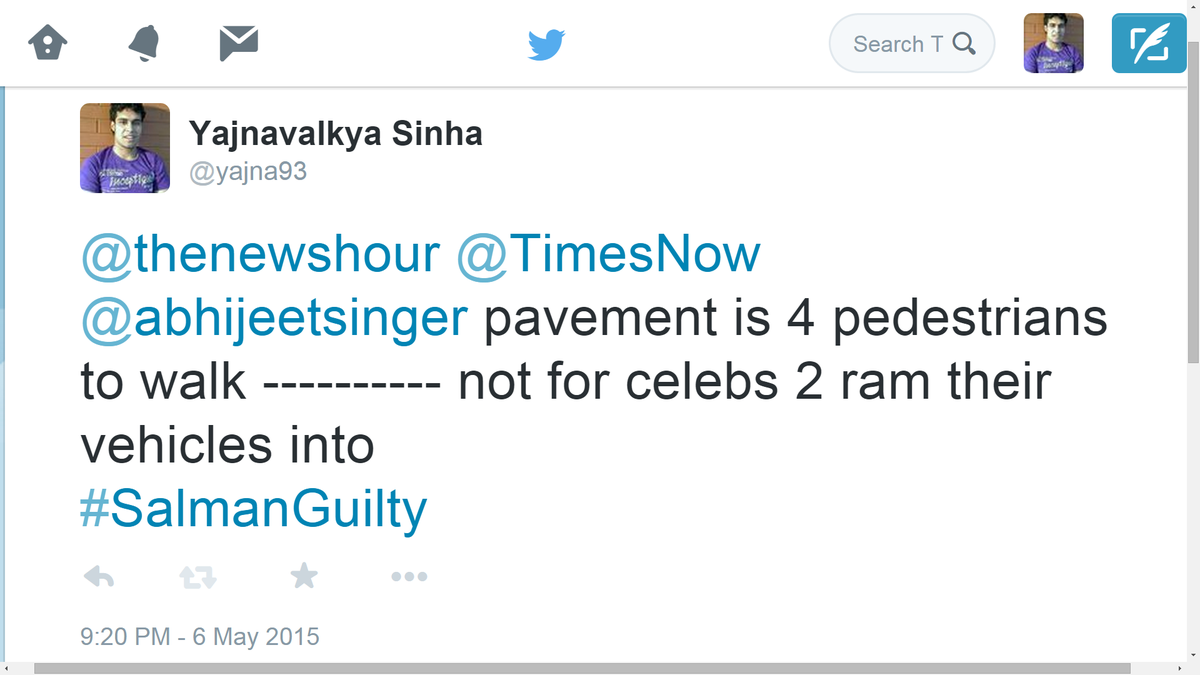 Search T
Yajnavalkya Sinha
@yajna93
@thenewshour @TimesNow
@abhijeetsinger pavement is 4 pedestrians
to walk ---------- not for celebs 2 ram their
vehicles into
#SalmanGuilty
9:20 PM - 6 May 2015